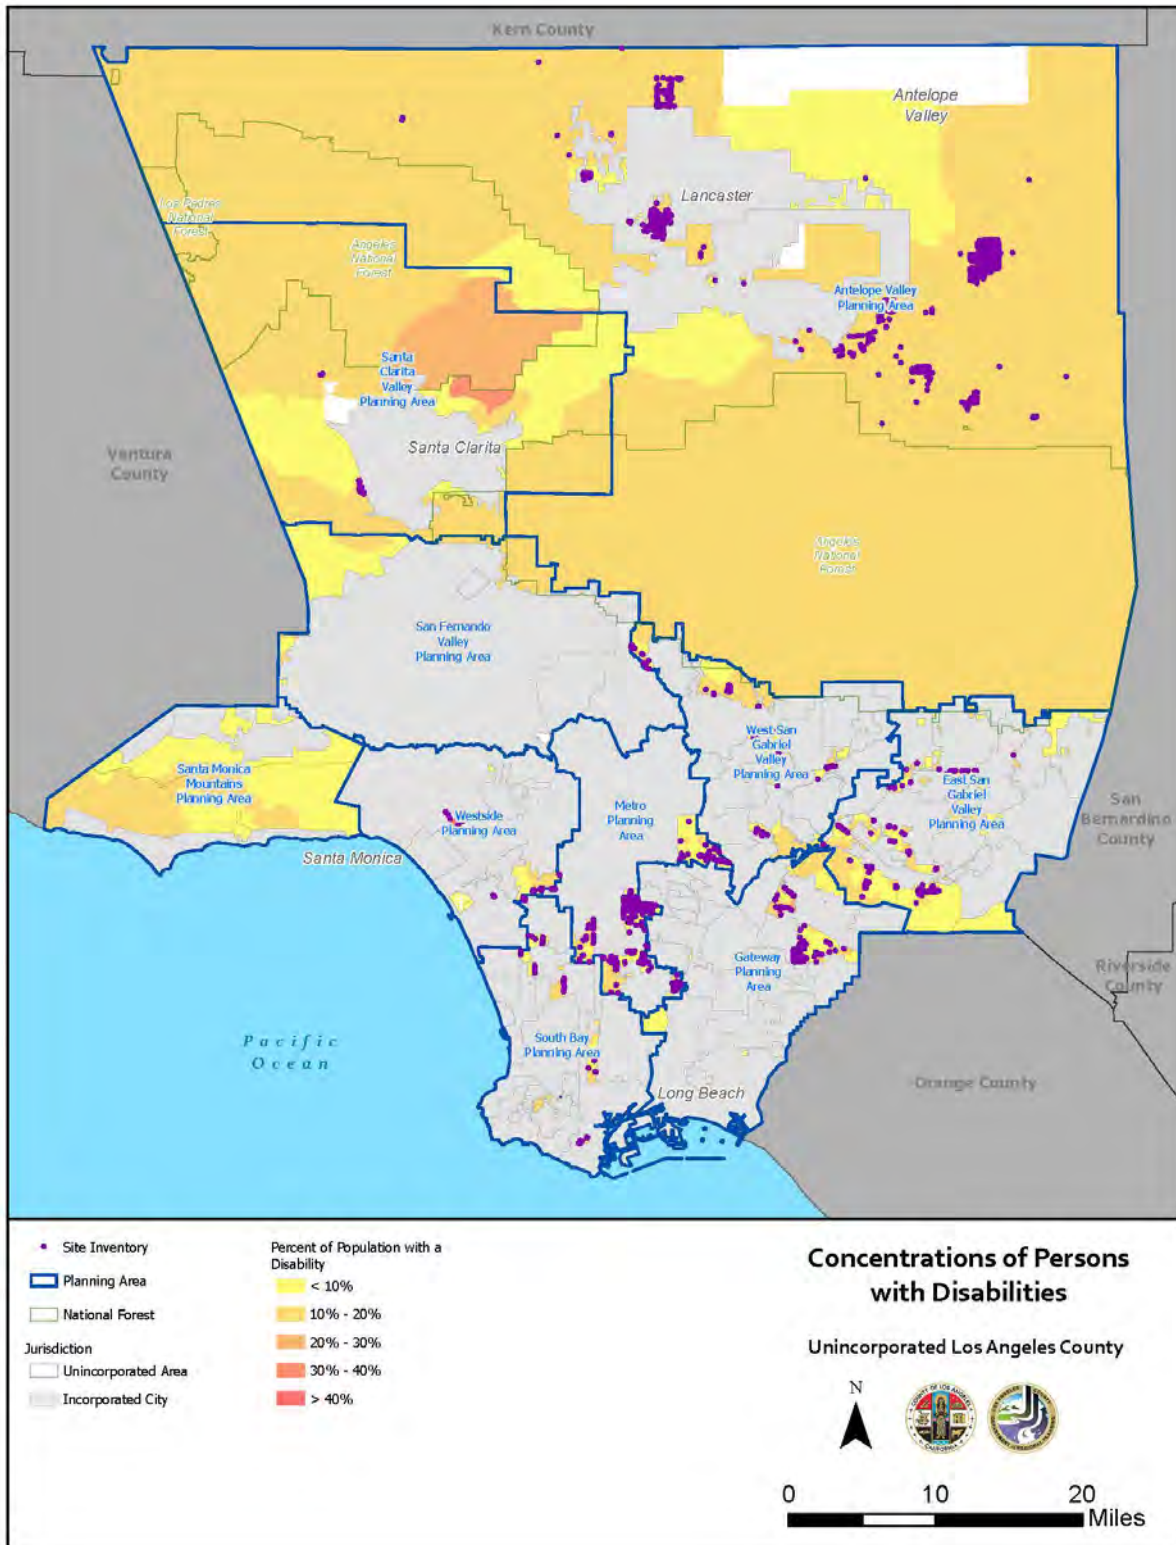 Kern County
Antelope
Valley
Lancaster
Los Padres
National
Forest
Angeles
National
Forest
Antelope Valley
Planning Area
Santa
Clarita
Valley
Planning Area
Santa Clarita
Ventura
County
Angeles
National
Forest
San Fernando
Valley
Planning Area
West San
Gabriel
Valley
Planning Area
East San
Gabriel
Valley
Planning Area
Santa Monica
Mountains
Planning Area
Metro
Planning
Area
Westside
Planning Area
San
Bernardino
County
Santa Monica
Gateway
Planning
Area
Riverside
County
Pacific
Ocean
South Bay
Planning Area
Long Beach
Orange County
Site Inventory
Planning Area
National Forest
Jurisdiction
Unincorporated Area
Incorporated City
Percent of Population with a
Disability
< 10%
10% - 20%
20% - 30%
30% - 40%
> 40%
Concentrations of Persons
with Disabilities
Unincorporated Los Angeles County
N
COUNTY OF LOS ANGELES
CALIFORNIA
0 10 20
Miles